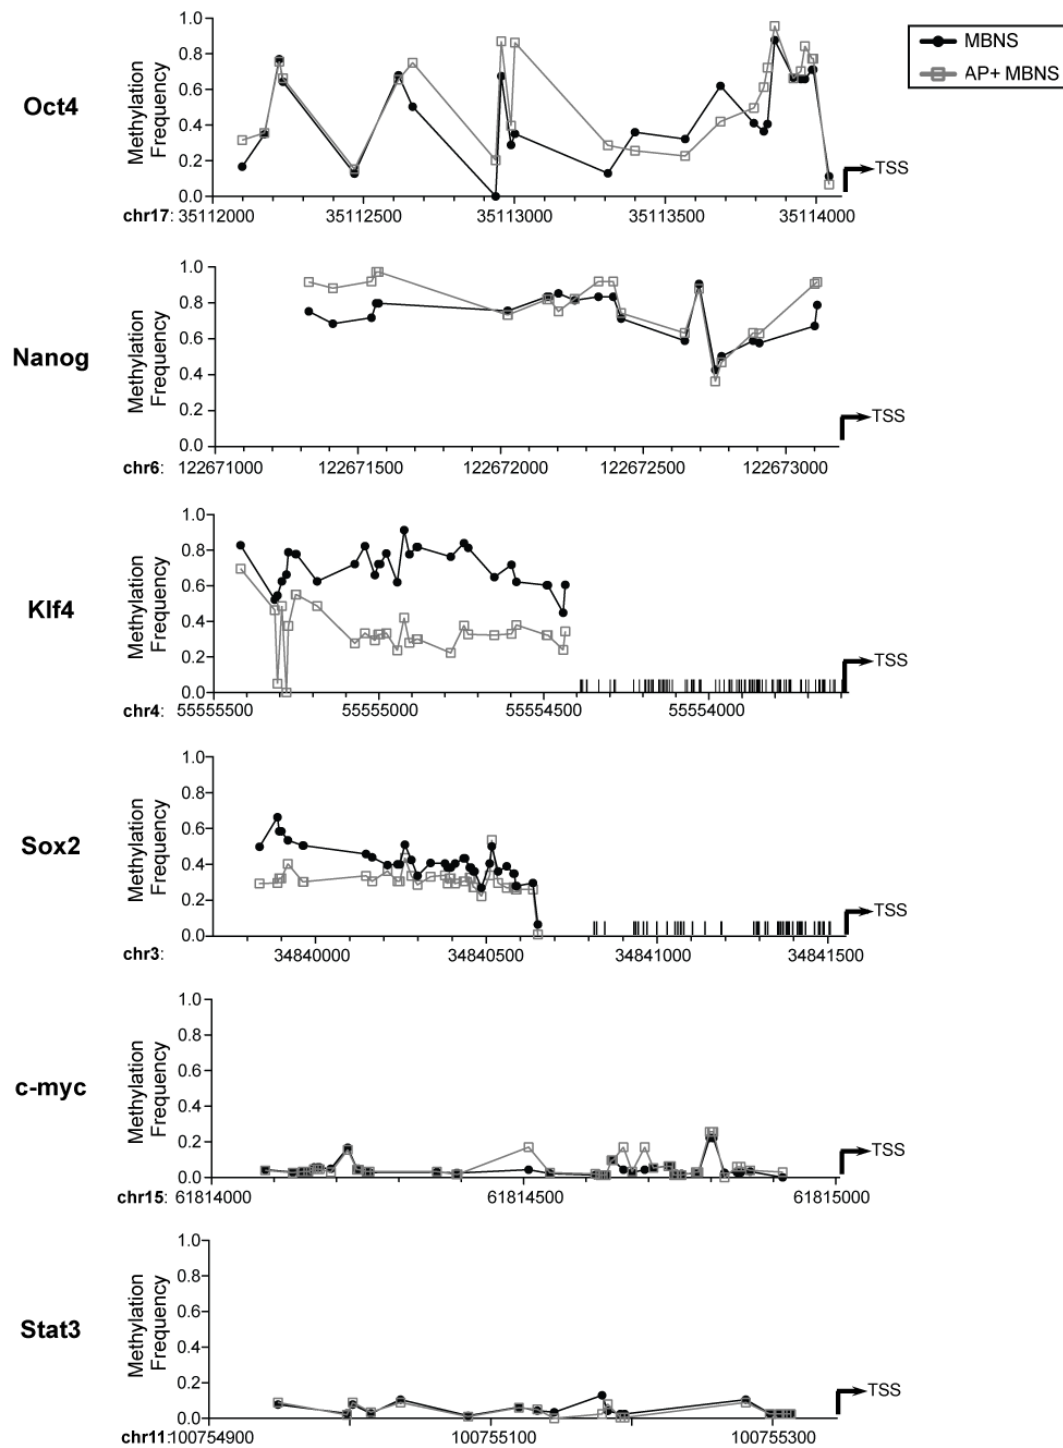 MBNS
AP+ MBNS
Oct4
Methylation
Frequency
1.0
0.8
0.6
0.4
0.2
0.0
TSS
chr17: 35112000 35112500 35113000 35113500 35114000
Nanog
Methylation
Frequency
1.0
0.8
0.6
0.4
0.2
0.0
TSS
122671000 122671500 122672000 122672500 122673000
chr6:
Klf4
Methylation
Frequency
1.0
0.8
0.6
0.4
0.2
0.0
TSS
chr4: 55555500 55555000 55554500 55554000
Sox2
Methylation
Frequency
1.0
0.8
0.6
0.4
0.2
0.0
TSS
chr3: 34840000 34840500 34841000 34841500
c-myc
Methylation
Frequency
1.0
0.8
0.6
0.4
0.2
0.0
TSS
chr15: 61814000 61814500 61815000
Stat3
Methylation
Frequency
1.0
0.8
0.6
0.4
0.2
0.0
TSS
chr11:100754900 100755100 100755300